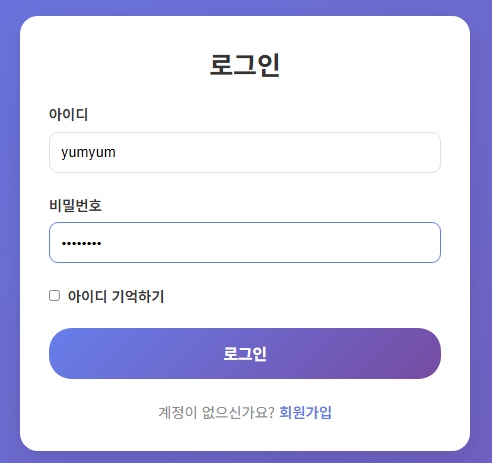 로그인
아이디
yumyum
비밀번호
••••••••
아이디 기억하기
로그인
계정이 없으신가요? 회원가입